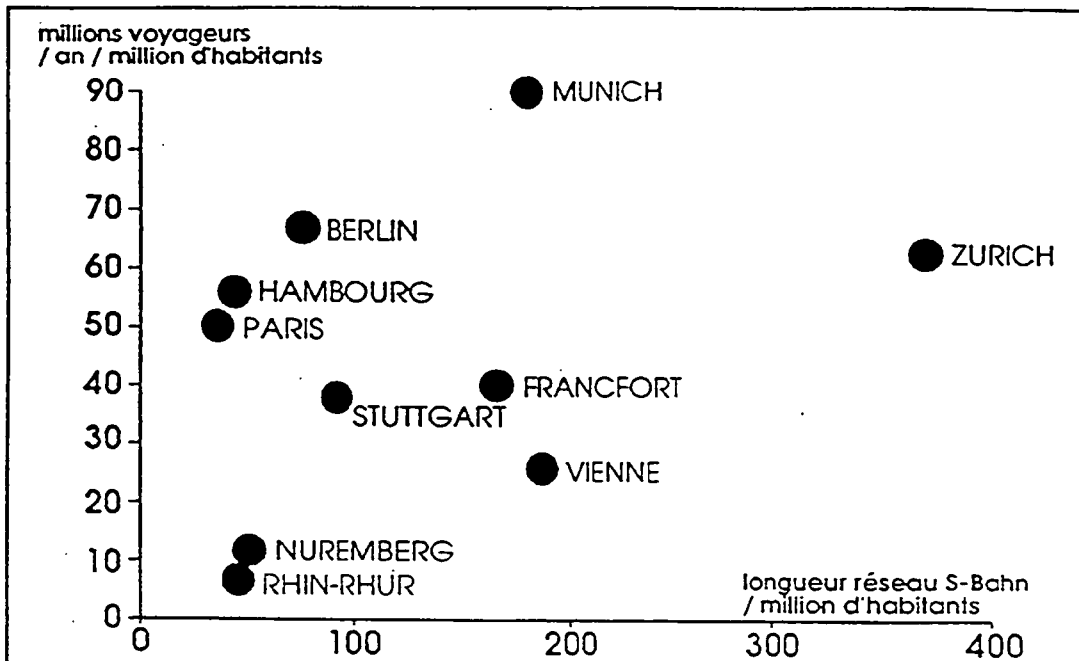 millions voyageurs
/ an / million d'habitants
90
MUNICH
80
70
BERLIN
ZURICH
60
HAMBOURG
50
PARIS
40
FRANCFORT
STUTTGART
30
VIENNE
20
NUREMBERG
10
RHIN-RHUR
longueur réseau S-Bahn
/ million d'habitants
0
0 100 200 300 400